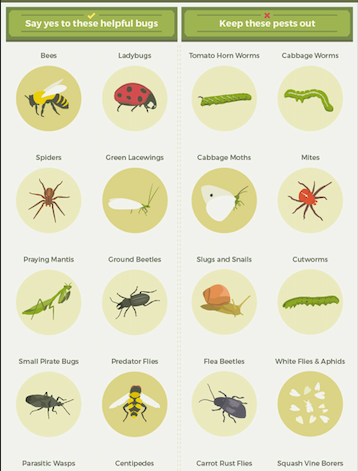 Say yes to these helpful bugs
Keep these pests out
Bees
Ladybugs
Tomato Horn Worms
Cabbage Worms
Spiders
Green Lacewings
Cabbage Moths
Mites
Praying Mantis
Ground Beetles
Slugs and Snails
Cutworms
Small Pirate Bugs
Predator Flies
Flea Beetles
White Flies & Aphids
Parasitic Wasps
Centipedes
Carrot Rust Flies
Squash Vine Borers